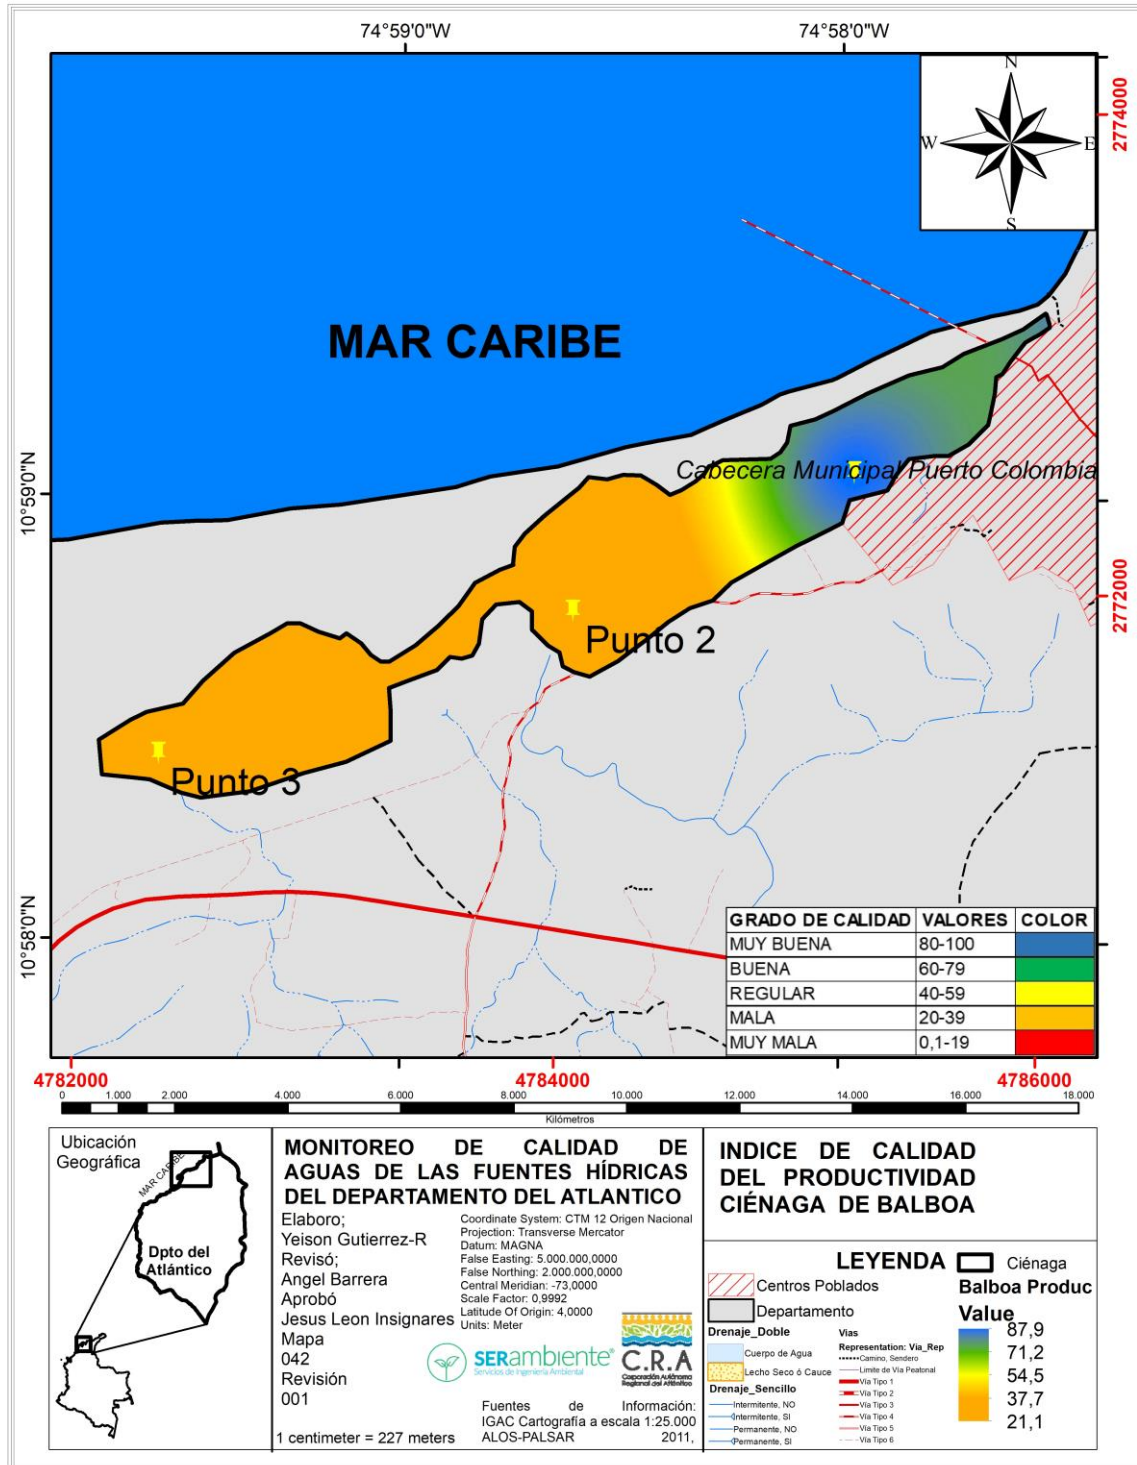 74°59'0"W
74°58'0"W
N
W
E
S
2774000
MAR CARIBE
10°59'0"N
Cabecera Municipal Puerto Colombia
2772000
Punto 2
Punto 3
10°58'0"N
GRADO DE CALIDAD VALORES COLOR
MUY BUENA 80-100
BUENA 60-79
REGULAR 40-59
MALA 20-39
MUY MALA 0,1-19
4782000
4784000
4786000
0 1.000 2.000 4.000 6.000 8.000 10.000 12.000 14.000 16.000 18.000
Kilómetros
Ubicación
Geográfica
MAR CARIBE
Dpto del
Atlántico
1 centimeter = 227 meters
MONITOREO DE CALIDAD DE
AGUAS DE LAS FUENTES HÍDRICAS
DEL DEPARTAMENTO DEL ATLANTICO
Elaboro;
Yeison Gutierrez-R
Revisó;
Angel Barrera
Aprobó
Jesus Leon Insignares
Mapa
042
Revisión
001
Coordinate System: CTM 12 Origen Nacional
Projection: Transverse Mercator
Datum: MAGNA
False Easting: 5.000.000,0000
False Northing: 2.000.000,0000
Central Meridian: -73,0000
Scale Factor: 0,9992
Latitude Of Origin: 4,0000
Units: Meter
SERambiente®
Servicios de Ingeniería Ambiental
C.R.A
Corporación Autónoma
Regional del Atlántico
Fuentes de Información:
IGAC Cartografía a escala 1:25.000
ALOS-PALSAR 2011,
INDICE DE CALIDAD
DEL PRODUCTIVIDAD
CIÉNAGA DE BALBOA
LEYENDA
Ciénaga
Centros Poblados
Departamento
Drenaje_Doble
Cuerpo de Agua
Lecho Seco ó Cauce
Drenaje_Sencillo
Intermitente, NO
Intermitente, SI
Permanente, NO
Permanente, SI
Vias
Representation: Via_Rep
Camino, Sendero
Limite de Vía Peatonal
Vía Tipo 1
Vía Tipo 2
Vía Tipo 3
Vía Tipo 4
Vía Tipo 5
Vía Tipo 6
Balboa Produc
Value
87,9
71,2
54,5
37,7
21,1